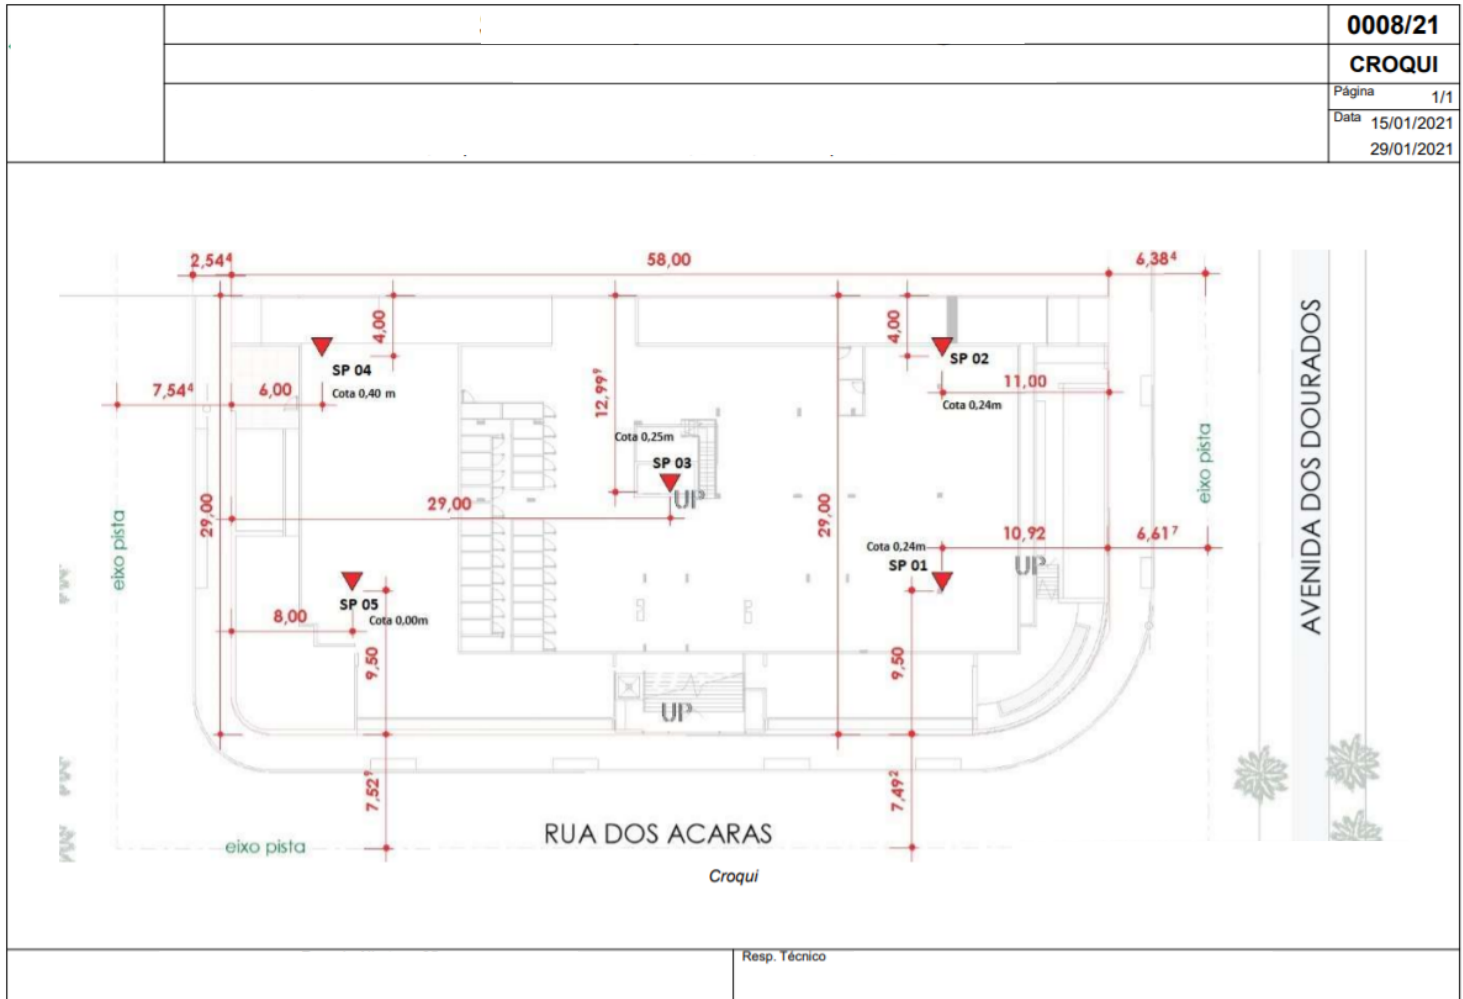 0008/21
CROQUI
Página 1/1
Data 15/01/2021
29/01/2021
2,54⁴
58,00
6,38⁴
4,00
4,00
SP 04
SP 02
7,54⁴
6,00
Cota 0,40 m
12,99⁹
11,00
Cota 0,24m
Cota 0,25m
SP 03
UP
eixo pista
29,00
29,00
29,00
eixo pista
AVENIDA DOS DOURADOS
Cota 0,24m
10,92
6,61⁷
SP 01
UP
SP 05
8,00
Cota 0,00m
9,50
9,50
UP
7,52⁹
7,49²
RUA DOS ACARAS
eixo pista
Croqui
Resp. Técnico